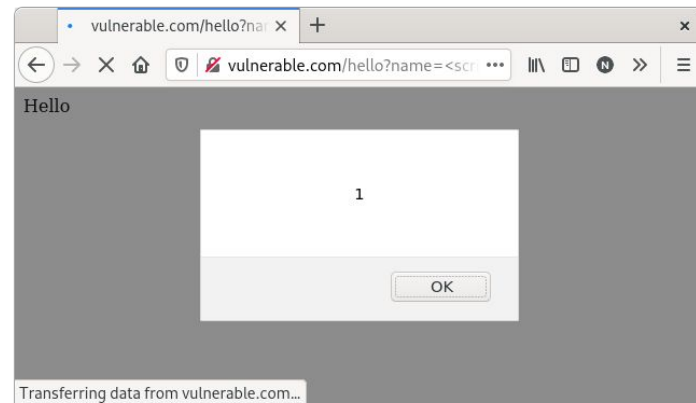 vulnerable.com/hello?na
vulnerable.com/hello?name=<scr
Hello
1
OK
Transferring data from vulnerable.com...